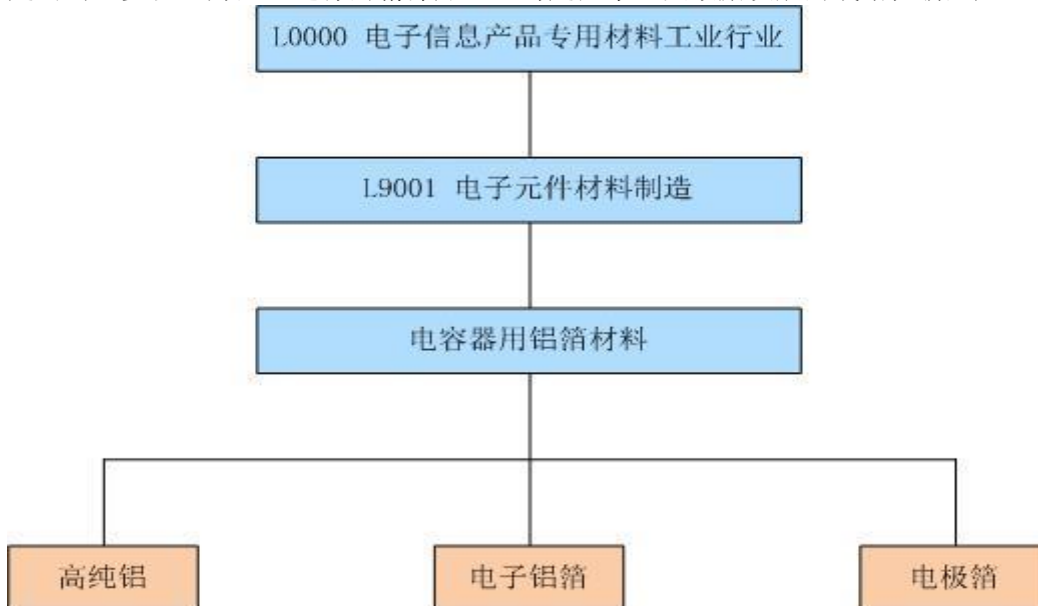 L0000 电子信息产品专用材料工业行业
L9001 电子元件材料制造
电容器用铝箔材料
高纯铝
电子铝箔
电极箔